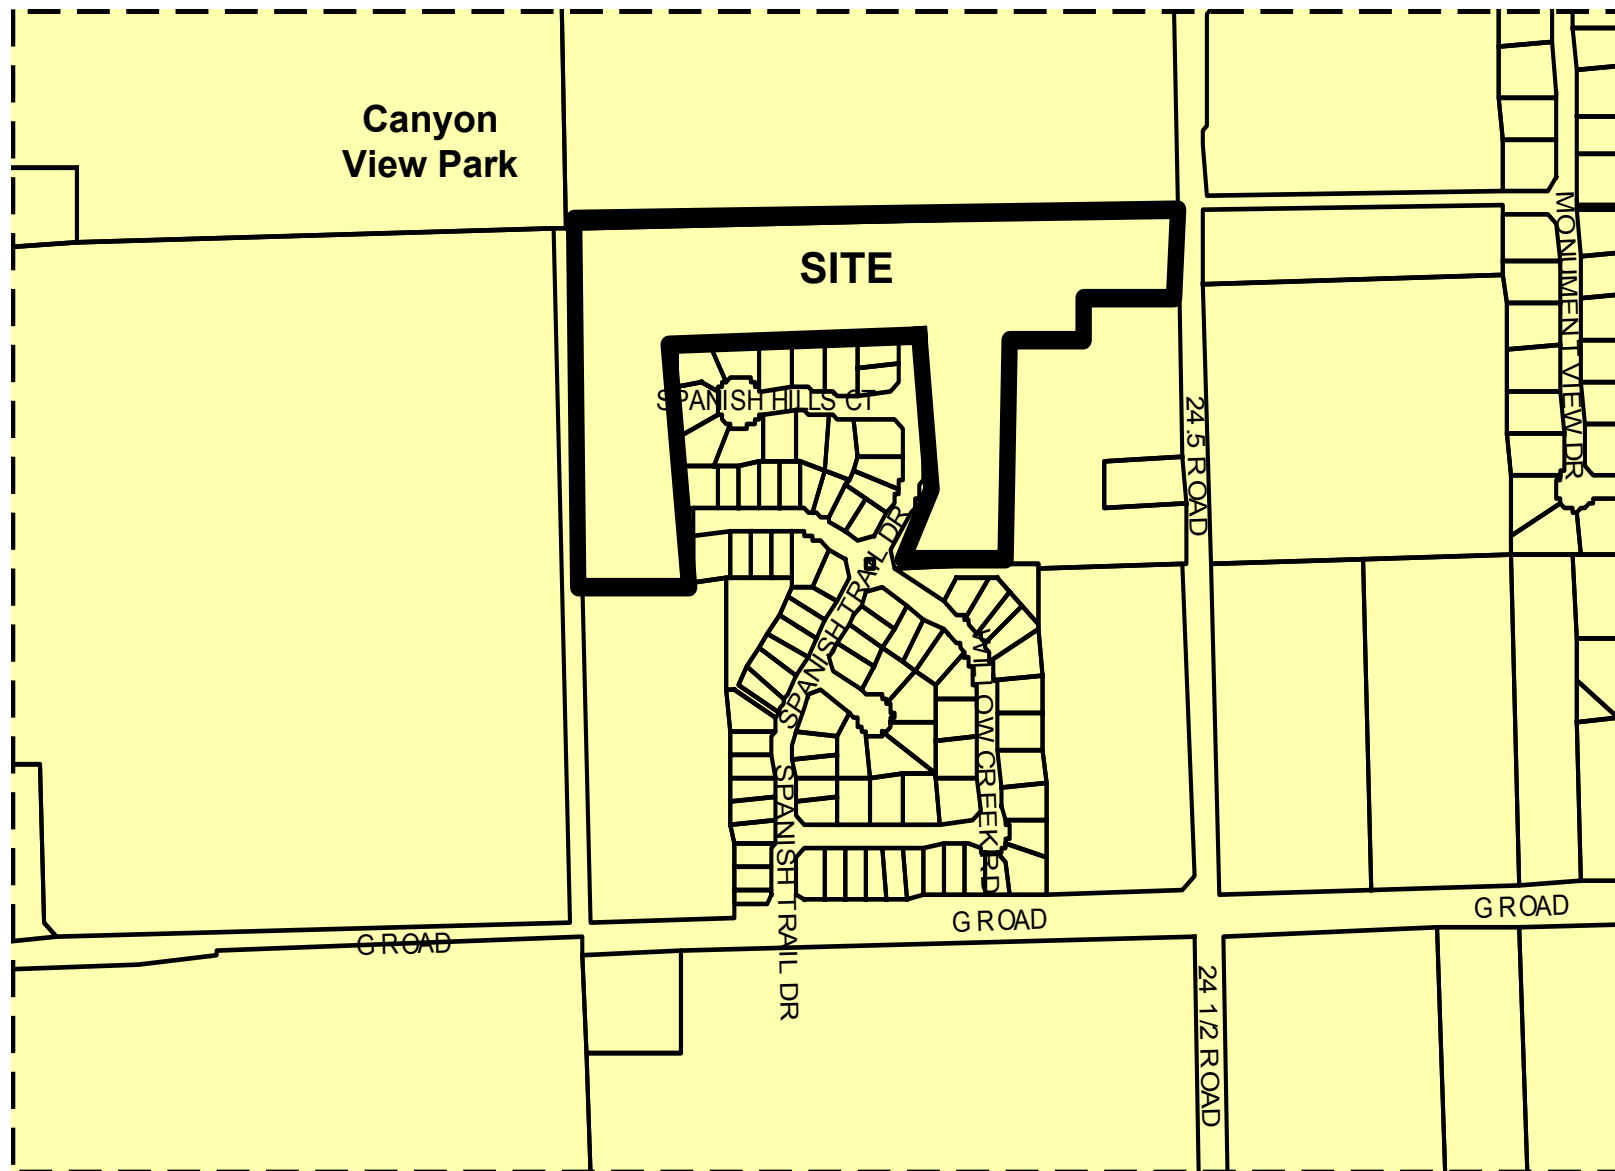 Canyon
View Park
SITE
MONUMENT VIEW DR
SPANISH HILLS CT
24.5 ROAD
SPANISH TRAIL DR
WILLOW CREEK RD
SPANISH TRAIL DR
G ROAD
G ROAD
G ROAD
24 1/2 ROAD